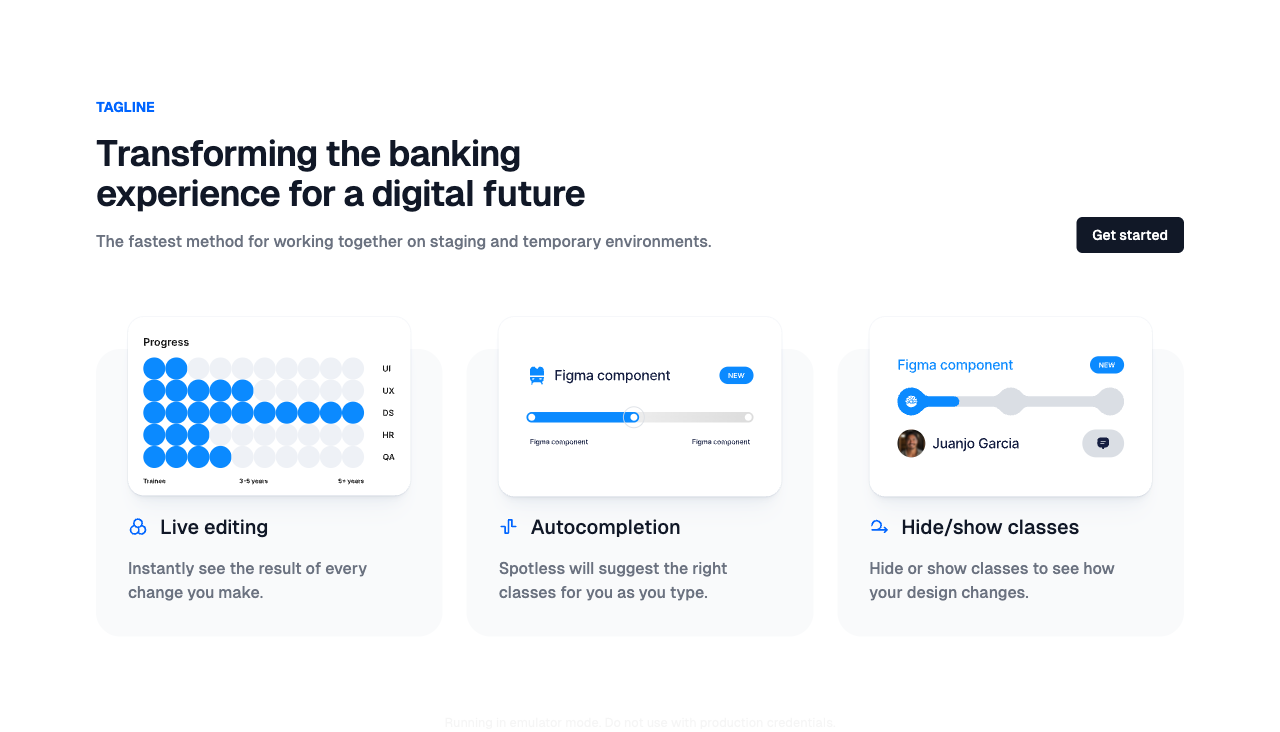 TAGLINE
Transforming the banking
experience for a digital future
The fastest method for working together on staging and temporary environments.
Get started
Progress
UI
UX
DS
HR
QA
Trainee
3-5 years
5+ years
Live editing
Instantly see the result of every
change you make.
Figma component
NEW
Figma component
Figma component
Autocompletion
Spotless will suggest the right
classes for you as you type.
Figma component
NEW
Juanjo Garcia
Hide/show classes
Hide or show classes to see how
your design changes.
Running in emulator mode. Do not use with production credentials.